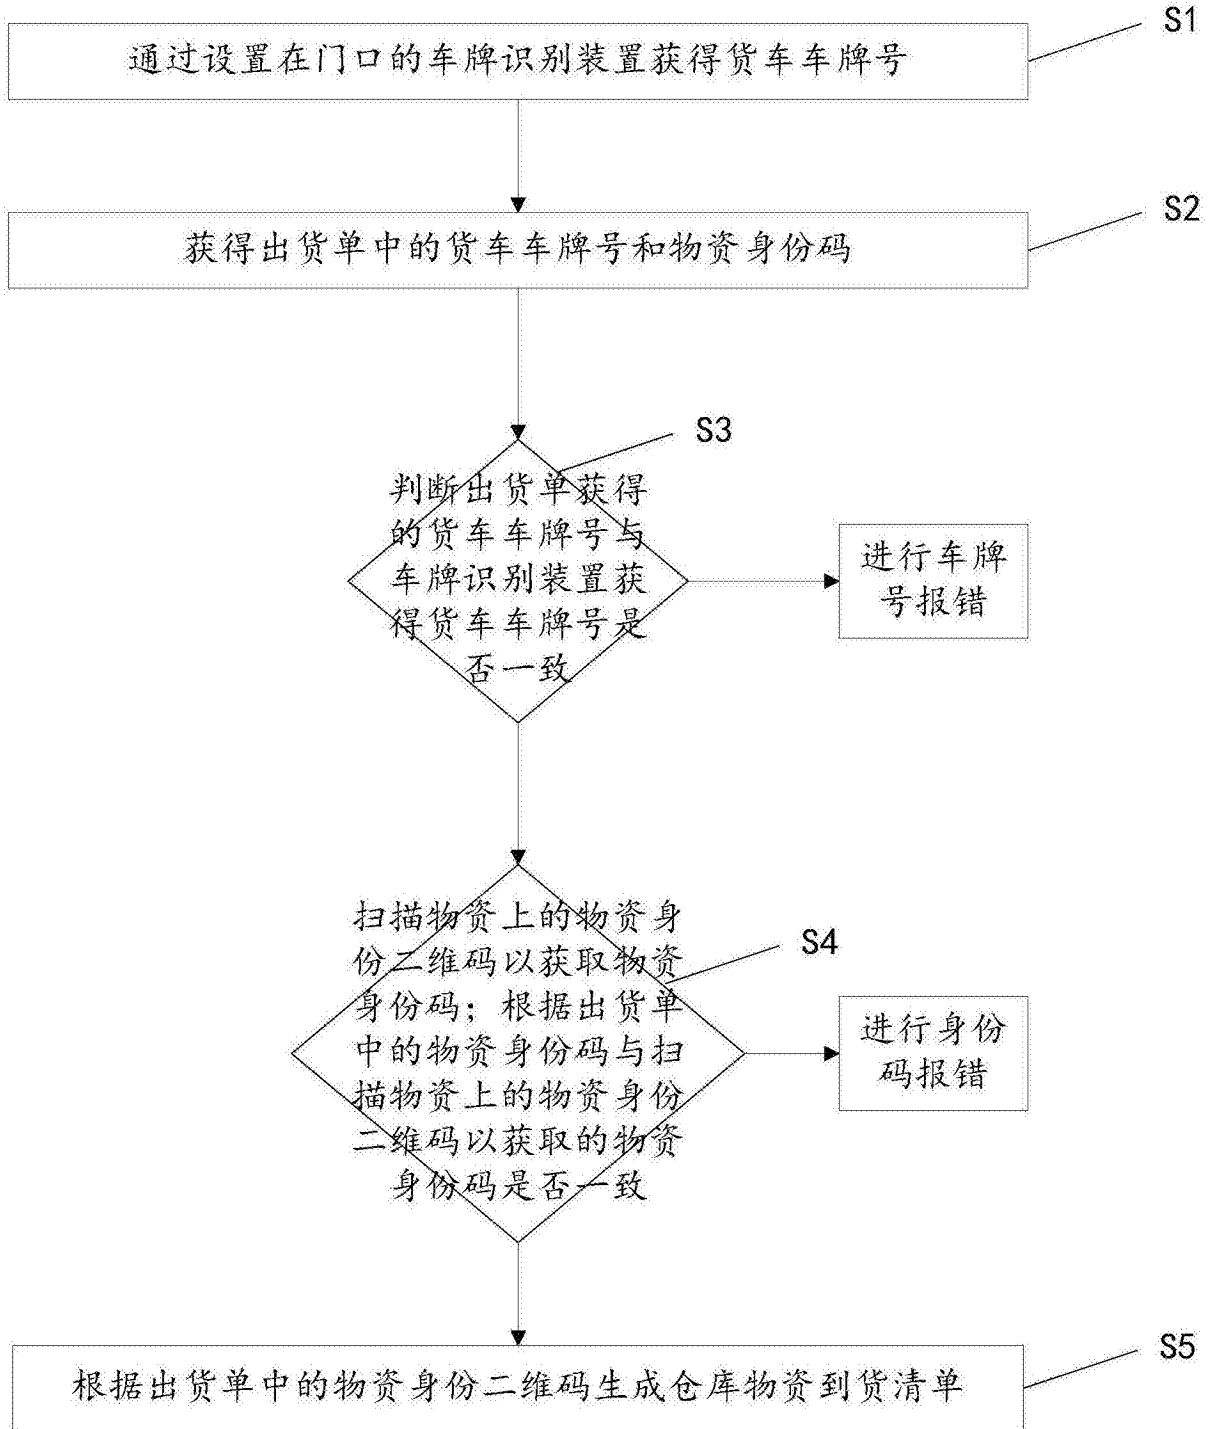 S1
通过设置在门口的车牌识别装置获得货车车牌号
S2
获得出货单中的货车车牌号和物资身份码
S3
判断出货单获得
的货车车牌号与
车牌识别装置获
得货车车牌号是
否一致
进行车牌
号报错
扫描物资上的物资身
份二维码以获取物资
身份码；根据出货单
中的物资身份码与扫
描物资上的物资身份
二维码以获取的物资
身份码是否一致
S4
进行身份
码报错
S5
根据出货单中的物资身份二维码生成仓库物资到货清单